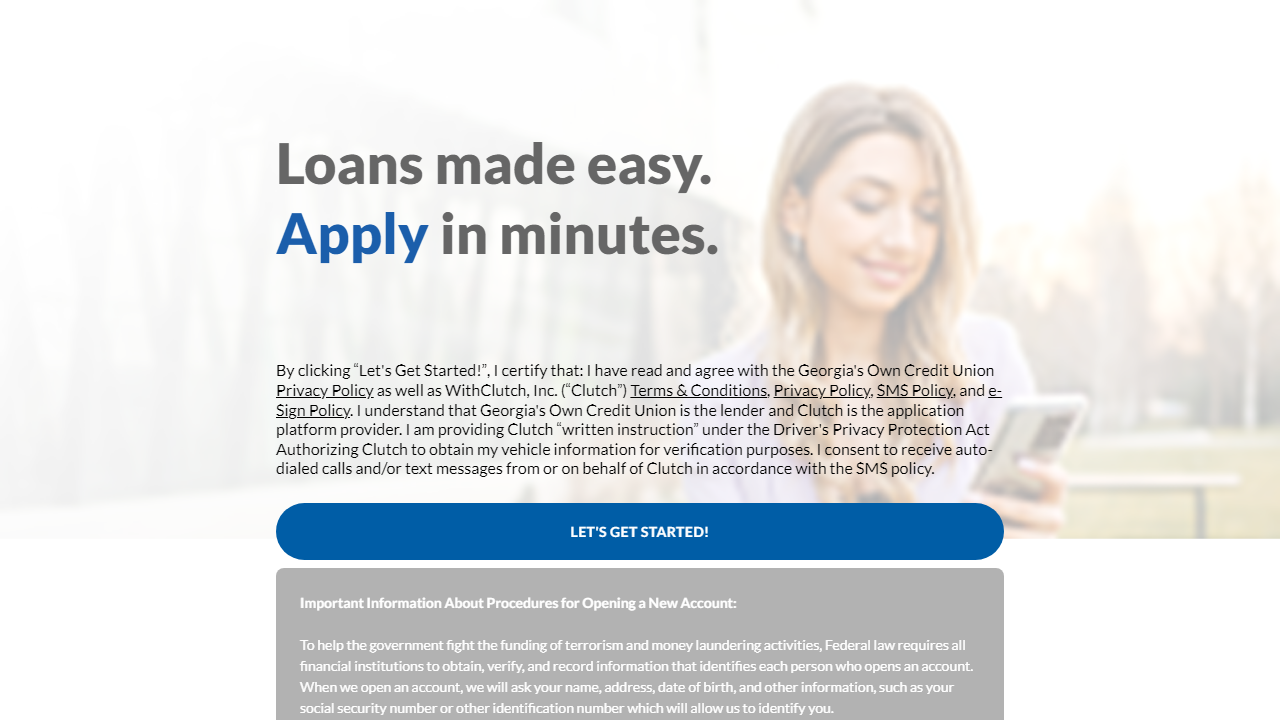 Loans made easy.
Apply in minutes.
By clicking “Let's Get Started!”, I certify that: I have read and agree with the Georgia's Own Credit Union
Privacy Policy as well as WithClutch, Inc. (“Clutch”) Terms & Conditions, Privacy Policy, SMS Policy, and e-
Sign Policy. I understand that Georgia's Own Credit Union is the lender and Clutch is the application
platform provider. I am providing Clutch “written instruction” under the Driver's Privacy Protection Act
Authorizing Clutch to obtain my vehicle information for verification purposes. I consent to receive auto-
dialed calls and/or text messages from or on behalf of Clutch in accordance with the SMS policy.
LET'S GET STARTED!
Important Information About Procedures for Opening a New Account:
To help the government fight the funding of terrorism and money laundering activities, Federal law requires all
financial institutions to obtain, verify, and record information that identifies each person who opens an account.
When we open an account, we will ask your name, address, date of birth, and other information, such as your
social security number or other identification number which will allow us to identify you.